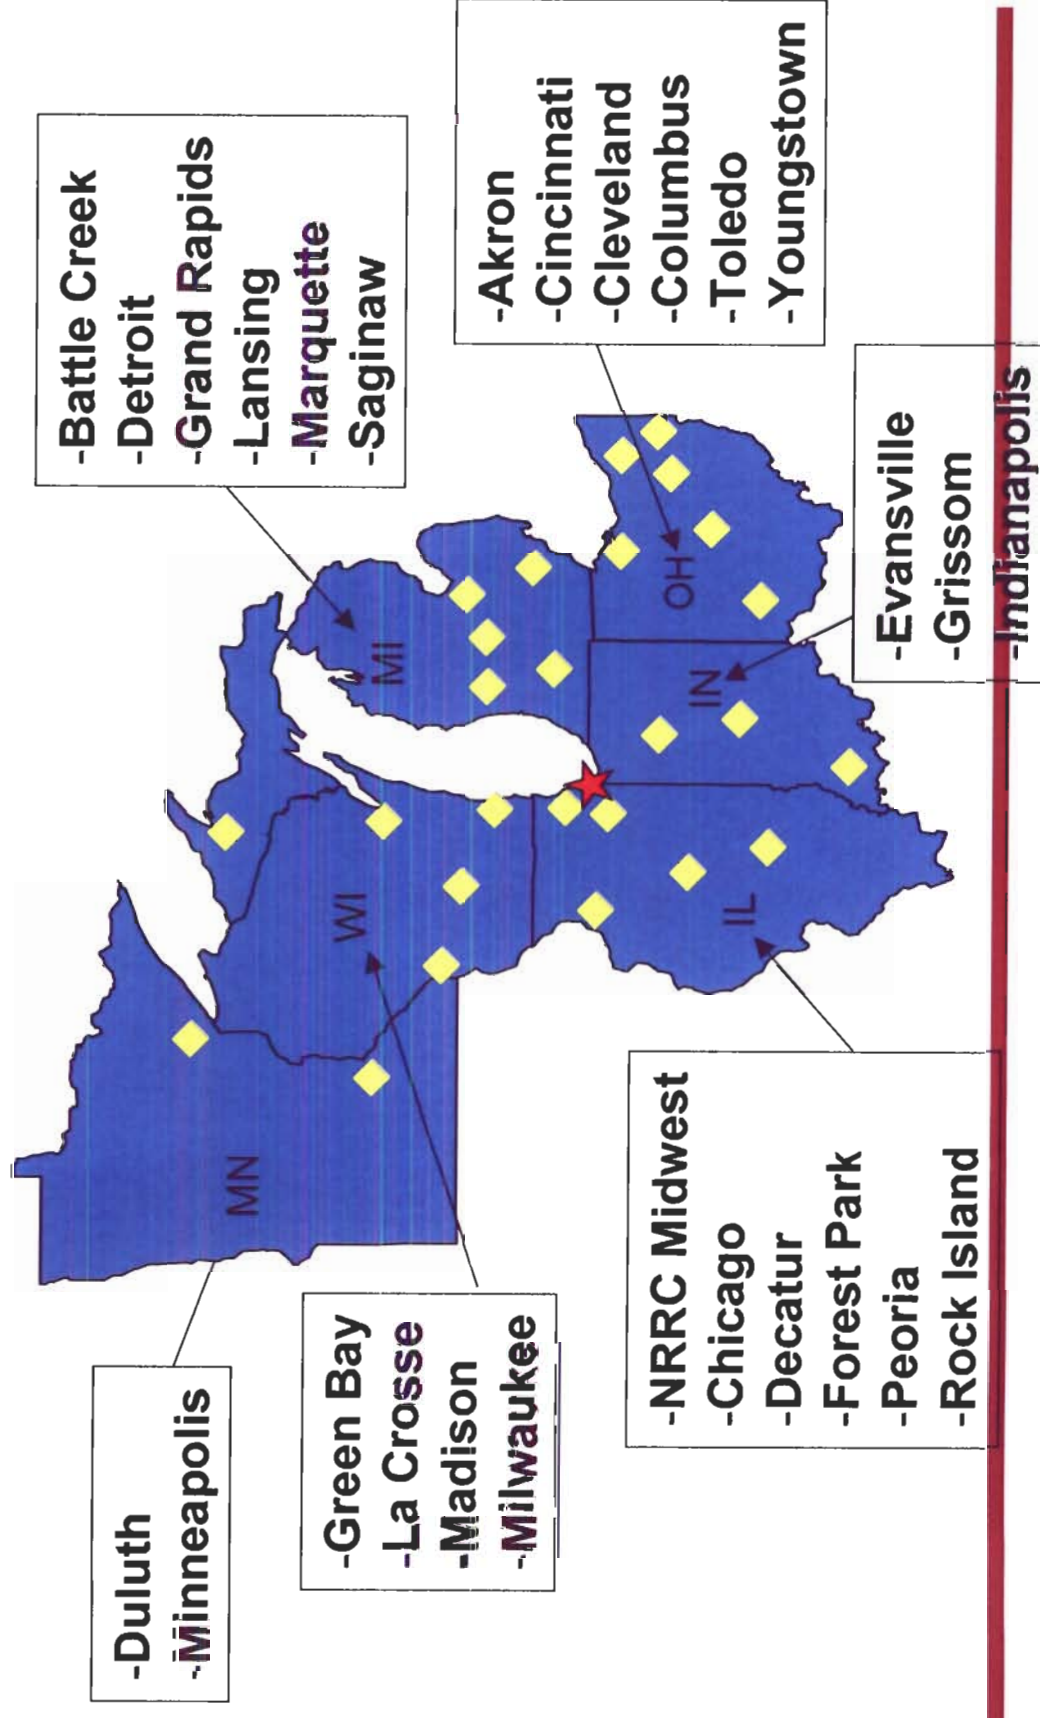 -Duluth
-Minneapolis
-Green Bay
-La Crosse
-Madison
-Milwaukee
-NRRC Midwest
-Chicago
-Decatur
-Forest Park
-Peoria
-Rock Island
-Battle Creek
-Detroit
-Grand Rapids
-Lansing
-Marquette
-Saginaw
-Akron
-Cincinnati
-Cleveland
-Columbus
-Toledo
-Youngstown
-Evansville
-Grissom
-Indianapolis
MN
WI
MI
IL
IN
OH